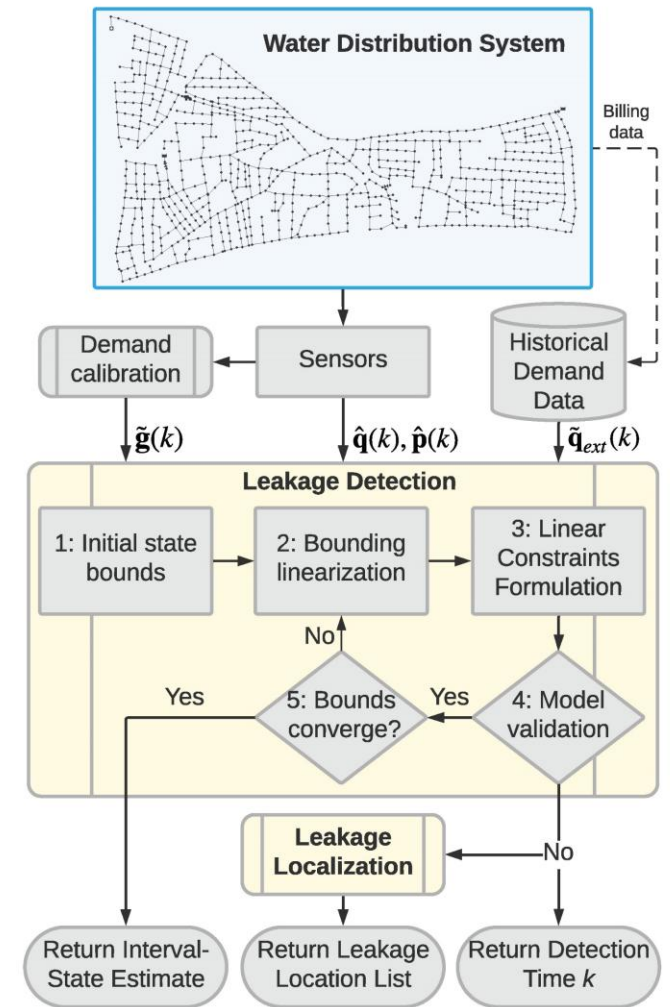 Water Distribution System
Billing
data
Demand
calibration
Sensors
Historical
Demand
Data
g̃(k)
q̂(k), p̂(k)
q̃ext(k)
Leakage Detection
1: Initial state
bounds
2: Bounding
linearization
3: Linear
Constraints
Formulation
No
Yes
5: Bounds
converge?
Yes
4: Model
validation
Leakage
Localization
No
Return Interval-
State Estimate
Return Leakage
Location List
Return Detection
Time k